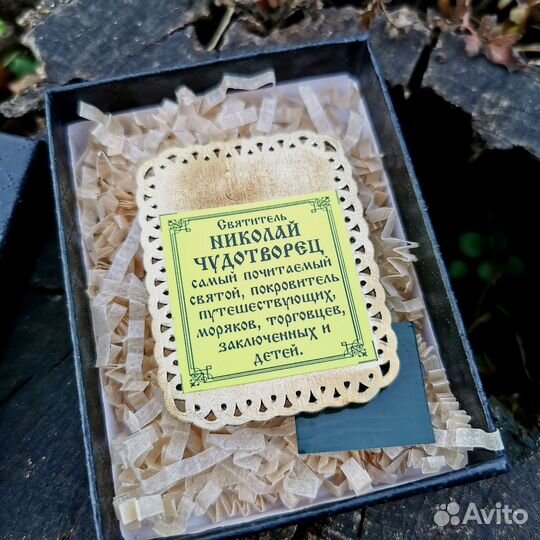 Святитель
НИКОЛАЙ
ЧУДОТВОРЕЦ
самый почитаемый
святой, покровитель
путешествующих,
моряков, торговцев,
заключенных и
детей.
Avito